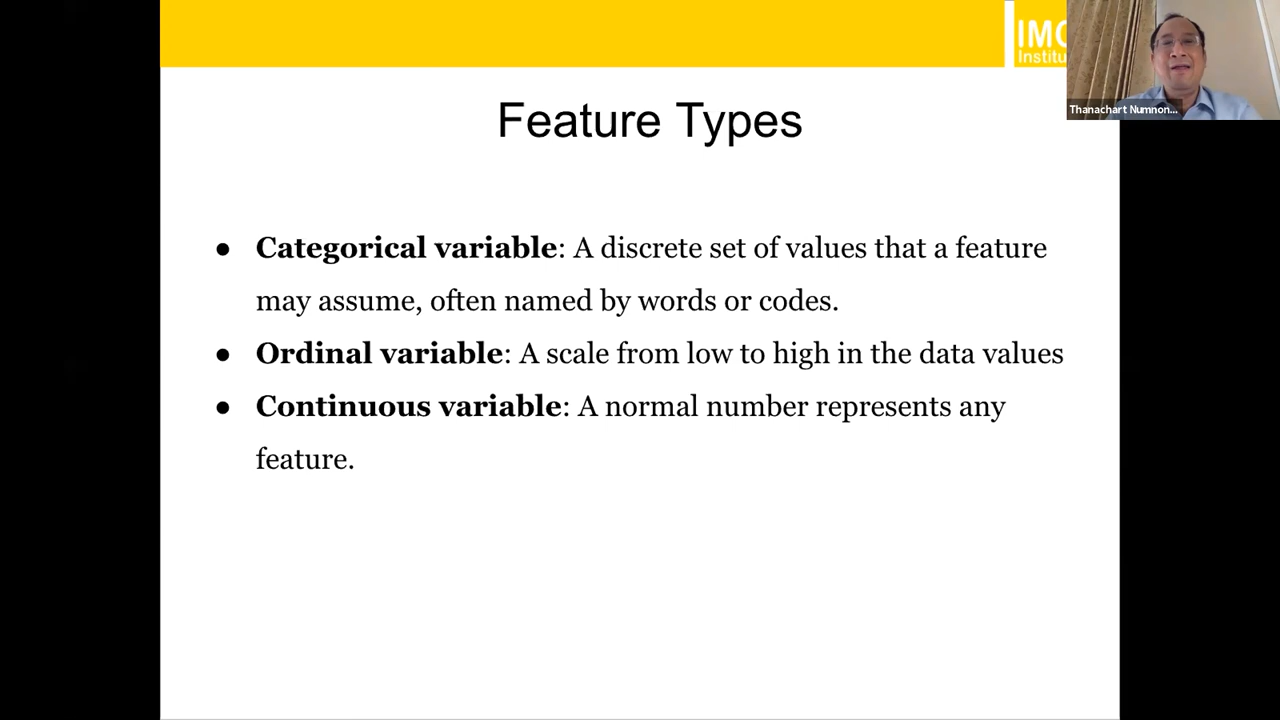 IMC
Institu
Thanachart Numnon...
Feature Types
● Categorical variable: A discrete set of values that a feature
may assume, often named by words or codes.
● Ordinal variable: A scale from low to high in the data values
● Continuous variable: A normal number represents any
feature.